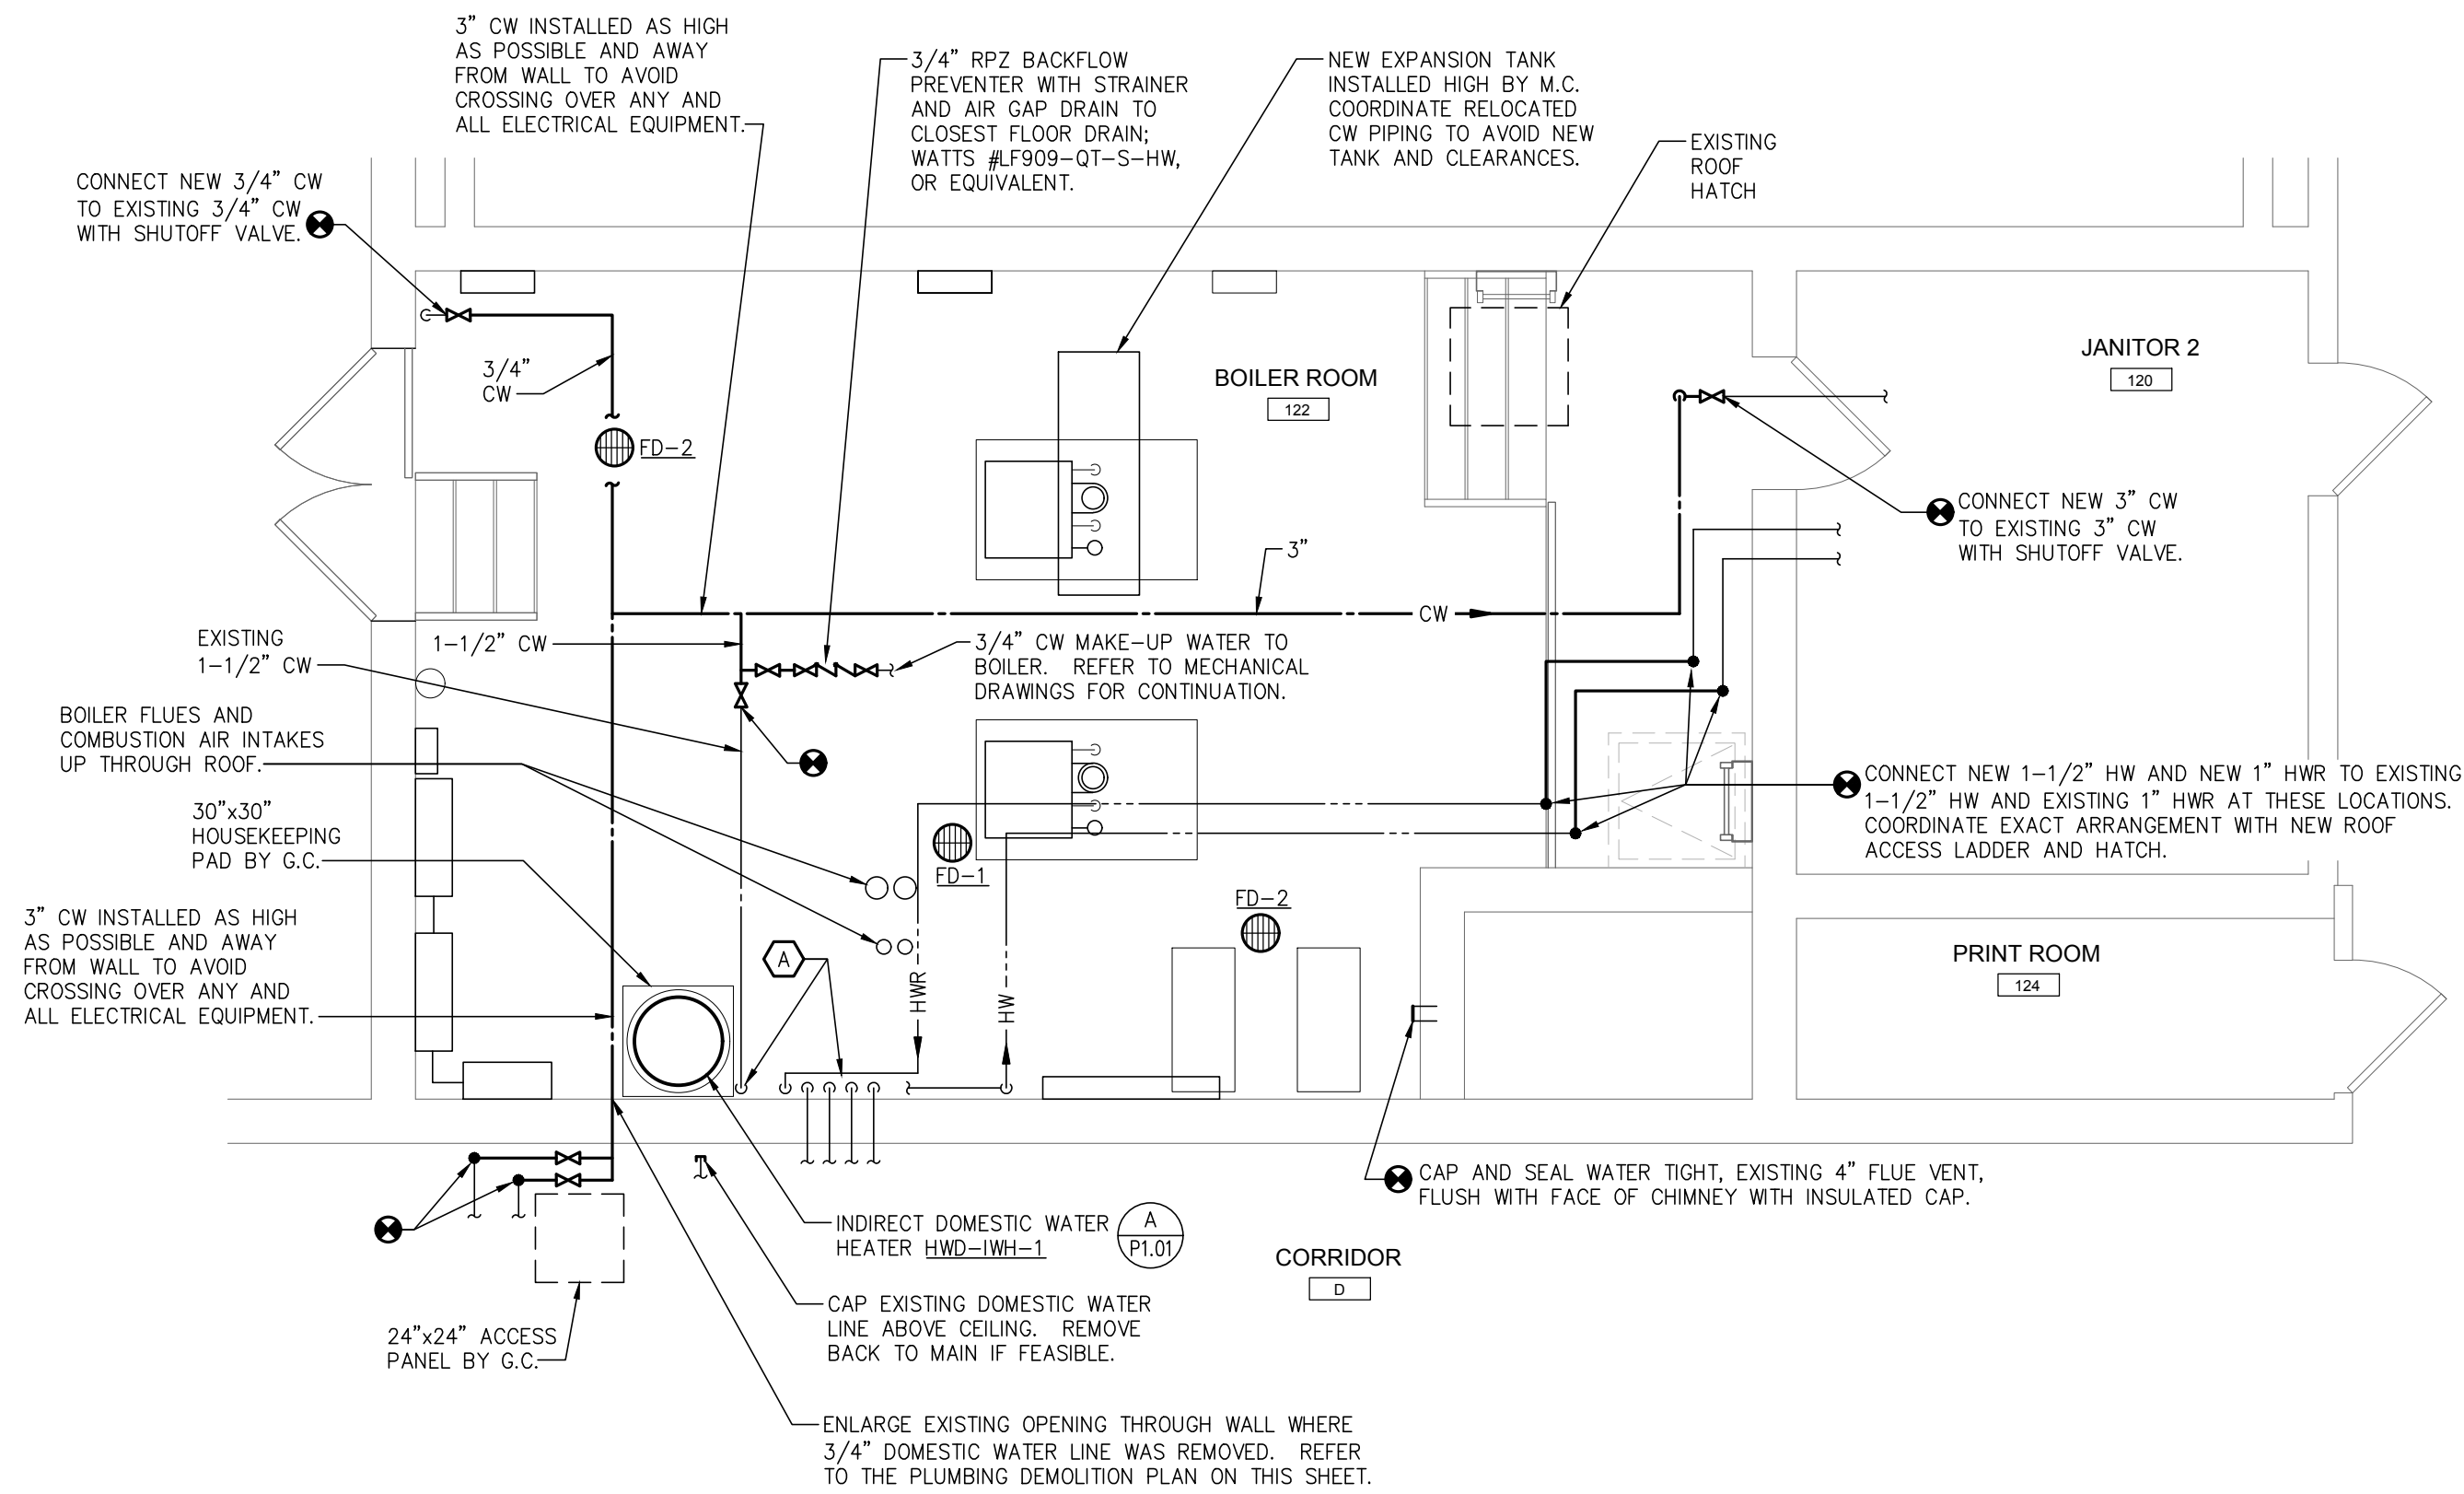 3" CW INSTALLED AS HIGH
AS POSSIBLE AND AWAY
FROM WALL TO AVOID
CROSSING OVER ANY AND
ALL ELECTRICAL EQUIPMENT.
3/4" RPZ BACKFLOW
PREVENTER WITH STRAINER
AND AIR GAP DRAIN TO
CLOSEST FLOOR DRAIN;
WATTS #LF909-QT-S-HW,
OR EQUIVALENT.
NEW EXPANSION TANK
INSTALLED HIGH BY M.C.
COORDINATE RELOCATED
CW PIPING TO AVOID NEW
TANK AND CLEARANCES.
EXISTING
ROOF
HATCH
CONNECT NEW 3/4" CW
TO EXISTING 3/4" CW
WITH SHUTOFF VALVE.
3/4"
CW
FD-2
BOILER ROOM
122
JANITOR 2
120
CONNECT NEW 3" CW
TO EXISTING 3" CW
WITH SHUTOFF VALVE.
3"
CW
EXISTING
1-1/2" CW
1-1/2" CW
3/4" CW MAKE-UP WATER TO
BOILER. REFER TO MECHANICAL
DRAWINGS FOR CONTINUATION.
BOILER FLUES AND
COMBUSTION AIR INTAKES
UP THROUGH ROOF.
30"x30"
HOUSEKEEPING
PAD BY G.C.
CONNECT NEW 1-1/2" HW AND NEW 1" HWR TO EXISTING
1-1/2" HW AND EXISTING 1" HWR AT THESE LOCATIONS.
COORDINATE EXACT ARRANGEMENT WITH NEW ROOF
ACCESS LADDER AND HATCH.
FD-1
FD-2
3" CW INSTALLED AS HIGH
AS POSSIBLE AND AWAY
FROM WALL TO AVOID
CROSSING OVER ANY AND
ALL ELECTRICAL EQUIPMENT.
A
HWR
HW
PRINT ROOM
124
CAP AND SEAL WATER TIGHT, EXISTING 4" FLUE VENT,
FLUSH WITH FACE OF CHIMNEY WITH INSULATED CAP.
INDIRECT DOMESTIC WATER
HEATER HWD-IWH-1
A
P1.01
CORRIDOR
D
CAP EXISTING DOMESTIC WATER
LINE ABOVE CEILING. REMOVE
BACK TO MAIN IF FEASIBLE.
24"x24" ACCESS
PANEL BY G.C.
ENLARGE EXISTING OPENING THROUGH WALL WHERE
3/4" DOMESTIC WATER LINE WAS REMOVED. REFER
TO THE PLUMBING DEMOLITION PLAN ON THIS SHEET.